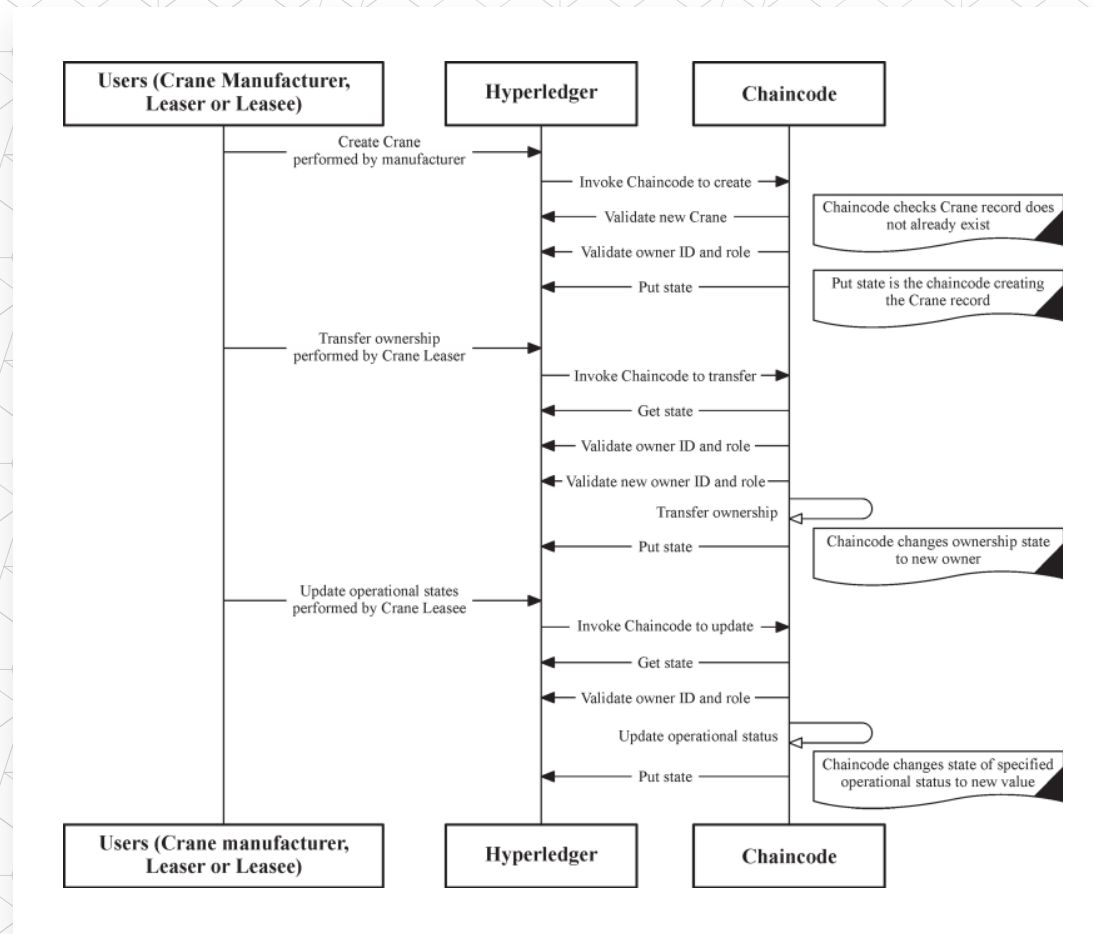 Users (Crane Manufacturer,
Leaser or Leasee)
Hyperledger
Chaincode
Create Crane
performed by manufacturer
Invoke Chaincode to create
Validate new Crane
Chaincode checks Crane record does
not already exist
Validate owner ID and role
Put state
Put state is the chaincode creating
the Crane record
Transfer ownership
performed by Crane Leaser
Invoke Chaincode to transfer
Get state
Validate owner ID and role
Validate new owner ID and role
Transfer ownership
Put state
Chaincode changes ownership state
to new owner
Update operational states
performed by Crane Leasee
Invoke Chaincode to update
Get state
Validate owner ID and role
Update operational status
Put state
Chaincode changes state of specified
operational status to new value
Users (Crane manufacturer,
Leaser or Leasee)
Hyperledger
Chaincode